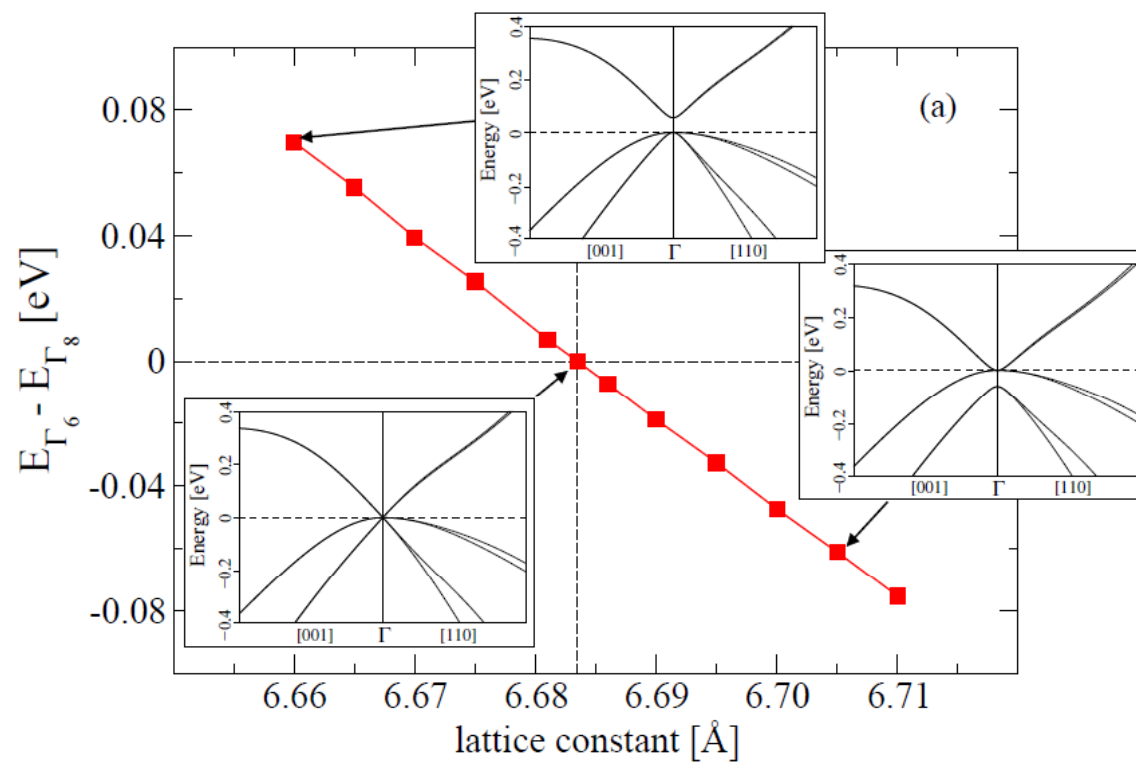 (a)
E_Γ6 - E_Γ8 [eV]
0.08
0.04
0
-0.04
-0.08
6.66 6.67 6.68 6.69 6.70 6.71
lattice constant [Å]
Energy [eV]
0.4
0.2
0
−0.2
−0.4
[001] Γ [110]
Energy [eV]
0.4
0.2
0
−0.2
−0.4
[001] Γ [110]
Energy [eV]
0.4
0.2
0
−0.2
−0.4
[001] Γ [110]